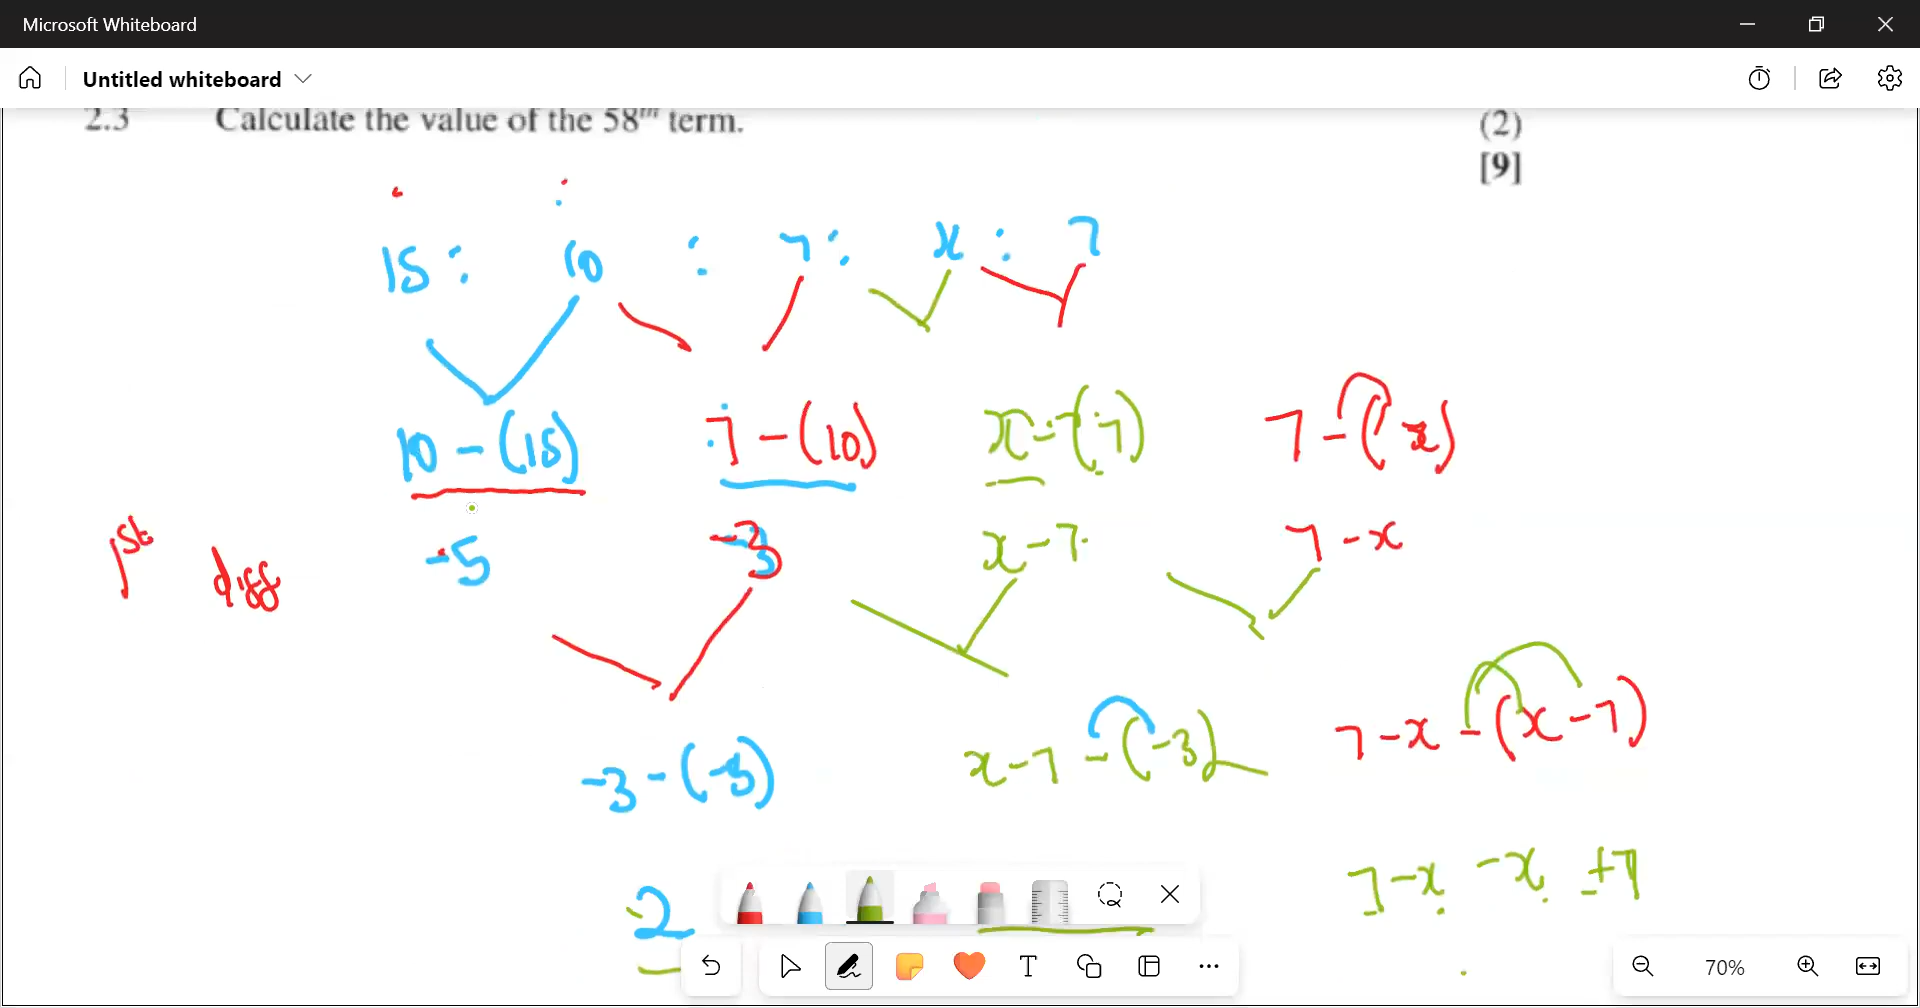 Microsoft Whiteboard
Untitled whiteboard
2.3 Calculate the value of the 58th term. (2)
[9]
15 ; 10 ; 7 ; x ; 7
10 - (15) 7 - (10) x - (7) 7 - (x)
1st diff -5 -3 x - 7 7 - x
-3 - (-5) x - 7 - (-3) 7 - x - (x - 7)
2 7 - x - x + 7
70%